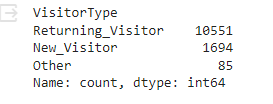 VisitorType
Returning_Visitor    10551
New_Visitor           1694
Other                   85
Name: count, dtype: int64